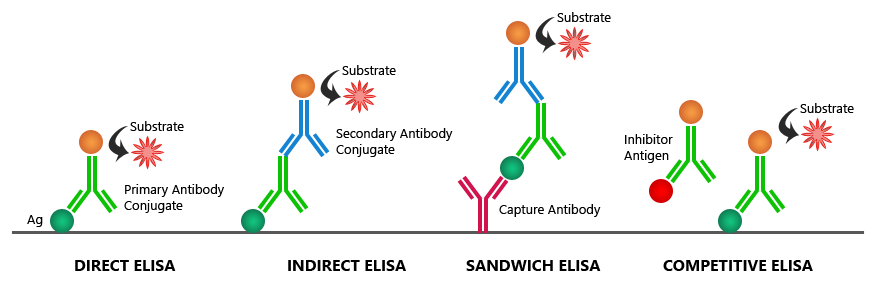 Substrate
Primary Antibody
Conjugate
Ag
DIRECT ELISA
Substrate
Secondary Antibody
Conjugate
INDIRECT ELISA
Substrate
Capture Antibody
SANDWICH ELISA
Inhibitor
Antigen
Substrate
COMPETITIVE ELISA